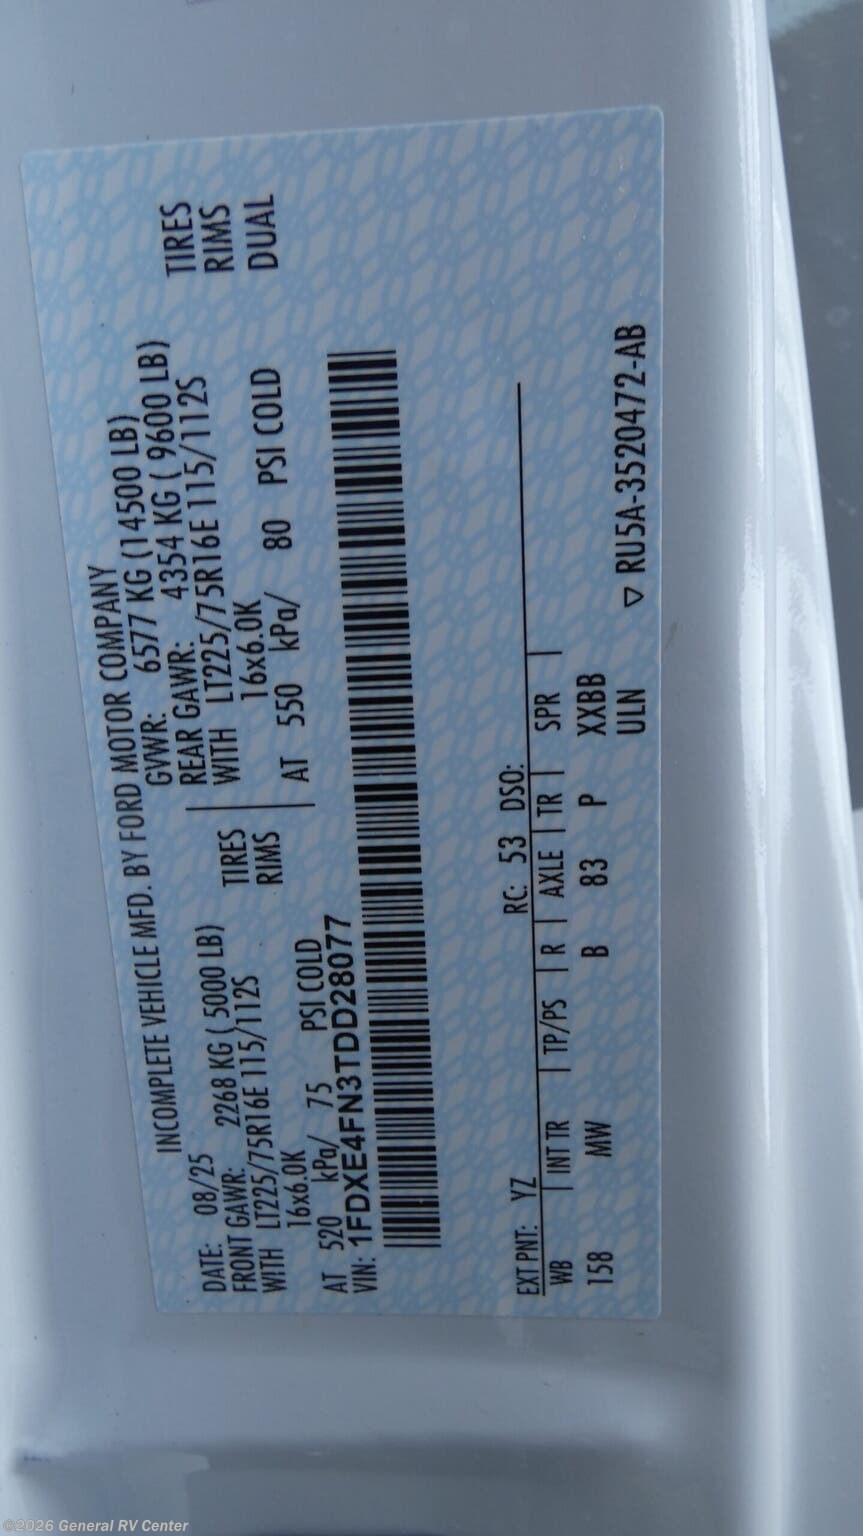 INCOMPLETE VEHICLE MFD. BY FORD MOTOR COMPANY
DATE: 08/25 GVWR: 6577 KG (14500 LB)
FRONT GAWR: 2268 KG ( 5000 LB) REAR GAWR: 4354 KG ( 9600 LB)
WITH LT225/75R16E 115/112S TIRES WITH LT225/75R16E 115/112S TIRES
16x6.0K RIMS 16x6.0K RIMS
AT 520 kPa/ 75 PSI COLD AT 550 kPa/ 80 PSI COLD DUAL
VIN: 1FDXE4FN3TDD28077
EXT PNT: YZ RC: 53 DSO:
WB INT TR TP/PS R AXLE TR SPR
158 MW B 83 P XXBB
ULN ▽ RU5A-3520472-AB
©2026 General RV Center